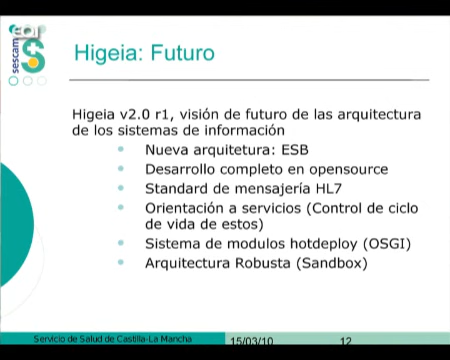 EOI
sescam
Higeia: Futuro
Higeia v2.0 r1, visión de futuro de las arquitectura
de los sistemas de información
Nueva arquitetura: ESB
Desarrollo completo en opensource
Standard de mensajería HL7
Orientación a servicios (Control de ciclo
de vida de estos)
Sistema de modulos hotdeploy (OSGI)
Arquitectura Robusta (Sandbox)
Servicio de Salud de Castilla-La Mancha
15/03/10
12